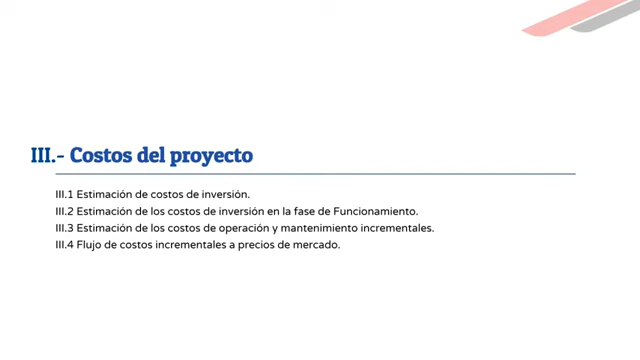 III.- Costos del proyecto
III.1 Estimación de costos de inversión.
III.2 Estimación de los costos de inversión en la fase de Funcionamiento.
III.3 Estimación de los costos de operación y mantenimiento incrementales.
III.4 Flujo de costos incrementales a precios de mercado.